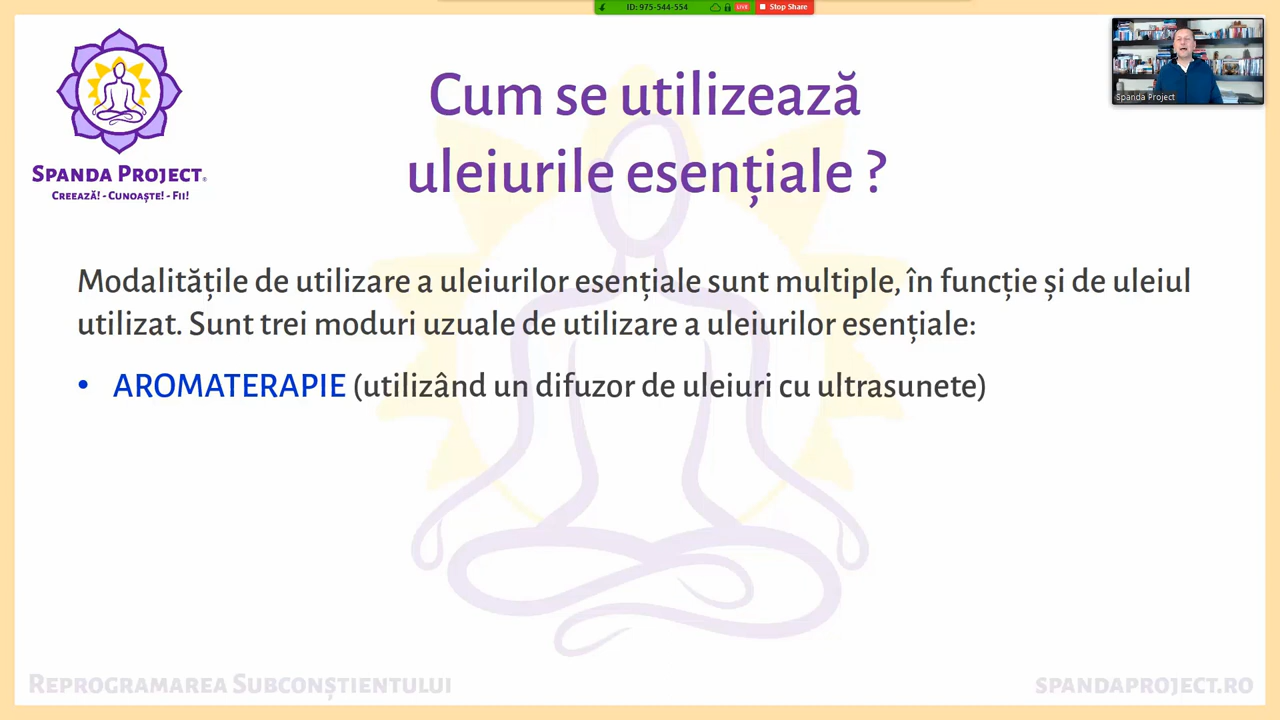 ID: 975-544-554
LIVE
Stop Share
Spanda Project
SPANDA PROJECT®
CREEAZĂ! - CUNOAȘTE! - FII!
Cum se utilizează
uleiurile esențiale ?
Modalitățile de utilizare a uleiurilor esențiale sunt multiple, în funcție și de uleiul
utilizat. Sunt trei moduri uzuale de utilizare a uleiurilor esențiale:
• AROMATERAPIE (utilizând un difuzor de uleiuri cu ultrasunete)
REPROGRAMAREA SUBCONȘTIENTULUI
SPANDAPROJECT.RO